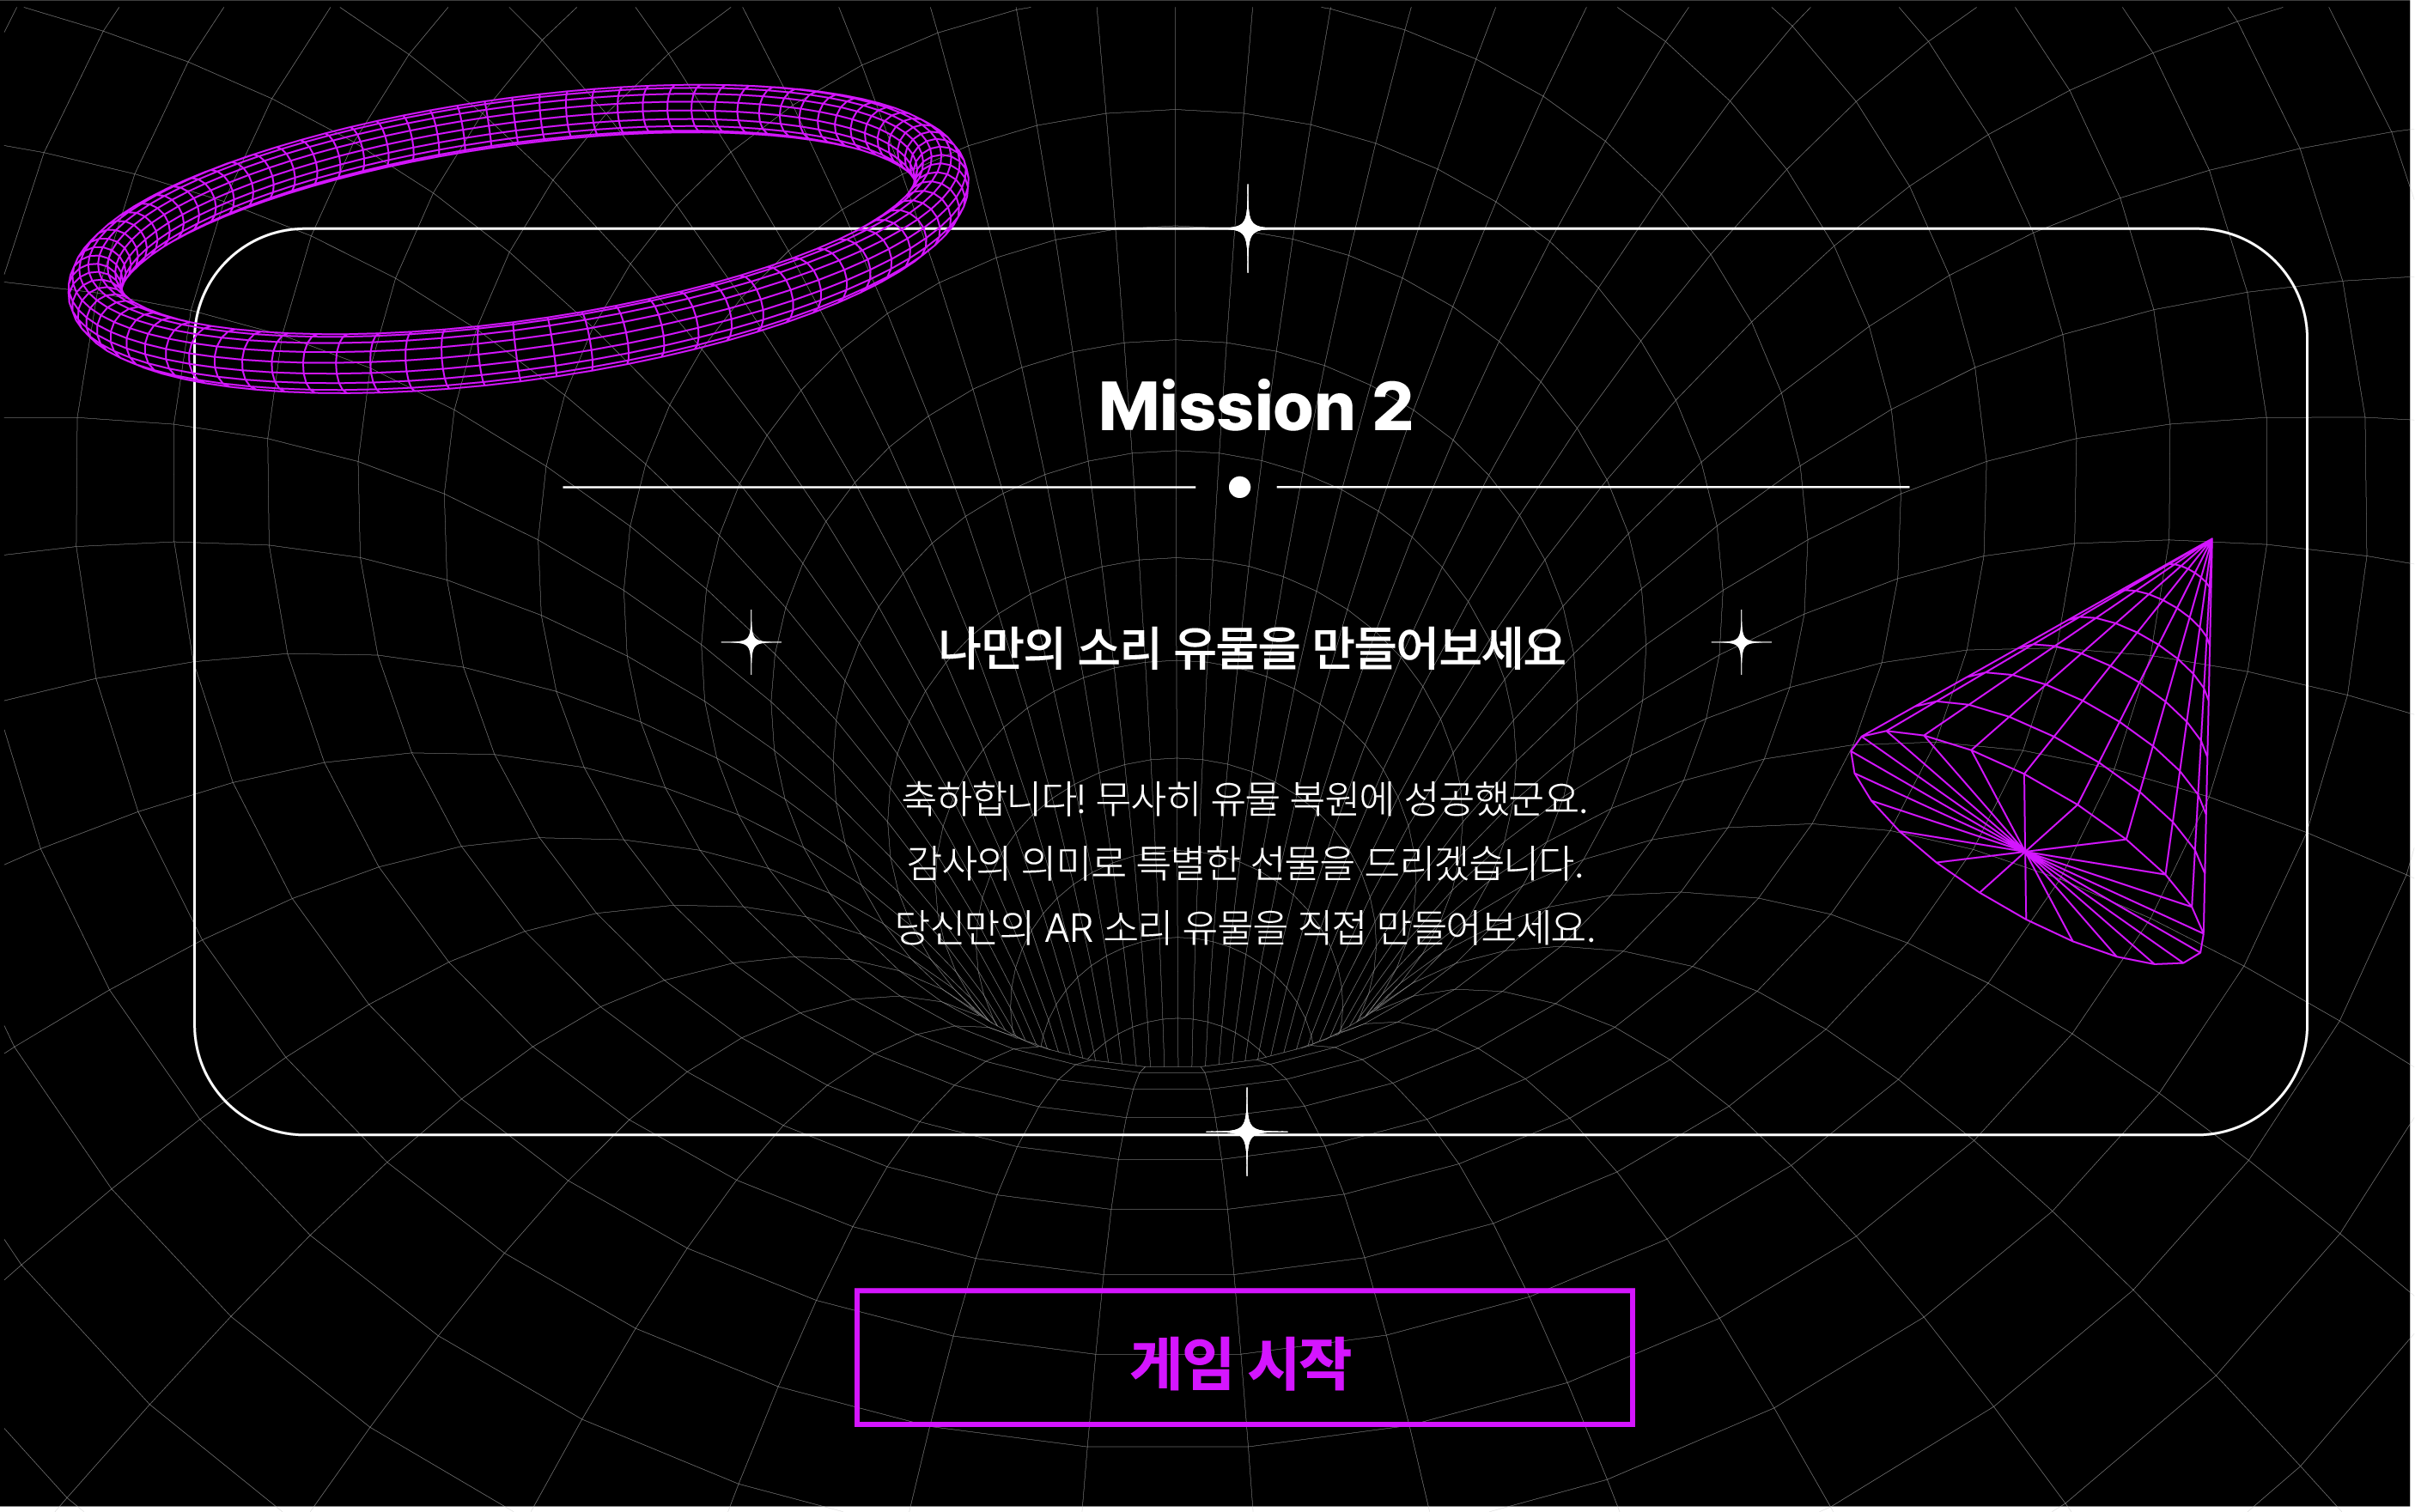 Mission 2
나만의 소리 유물을 만들어보세요
축하합니다! 무사히 유물 복원에 성공했군요.
감사의 의미로 특별한 선물을 드리겠습니다.
당신만의 AR 소리 유물을 직접 만들어보세요.
게임 시작